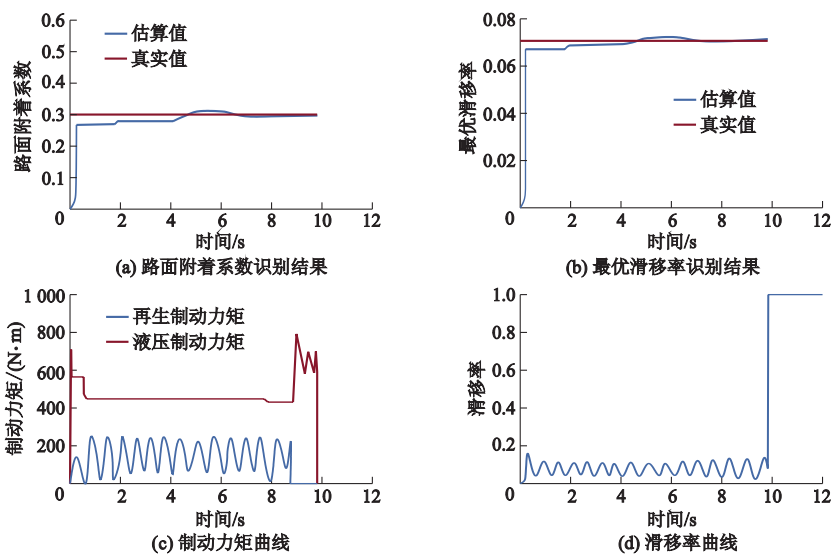 0.6
0.5
0.4
0.3
0.2
0.1
0
路面附着系数
估算值
真实值
2
4
6
8
10
12
时间/s
(a) 路面附着系数识别结果
0.08
0.06
0.04
0.02
0
最优滑移率
估算值
真实值
2
4
6
8
10
12
时间/s
(b) 最优滑移率识别结果
1 000
800
600
400
200
0
制动力矩/(N·m)
再生制动力矩
液压制动力矩
2
4
6
8
10
12
时间/s
(c) 制动力矩曲线
1.0
0.8
0.6
0.4
0.2
0
滑移率
2
4
6
8
10
12
时间/s
(d) 滑移率曲线